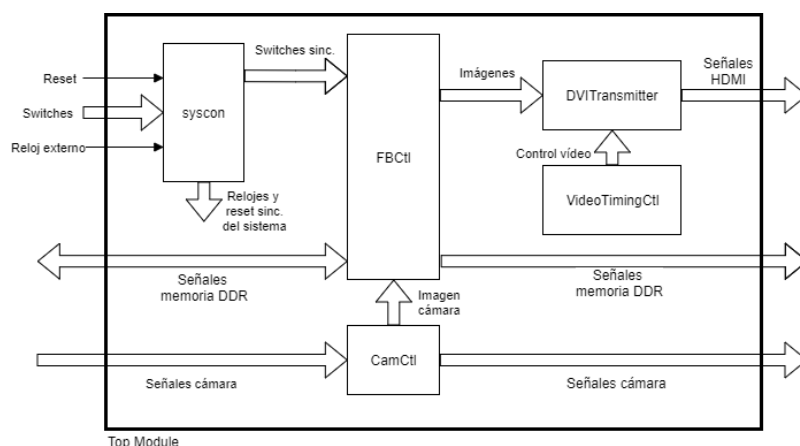 Switches sinc.
Reset
Switches
Reloj externo
syscon
Relojes y
reset sinc.
del sistema
FBCtl
Imágenes
DVITransmitter
Señales
HDMI
Control vídeo
VideoTimingCtl
Señales
memoria DDR
Señales
memoria DDR
Imagen
cámara
CamCtl
Señales cámara
Señales cámara
Top Module